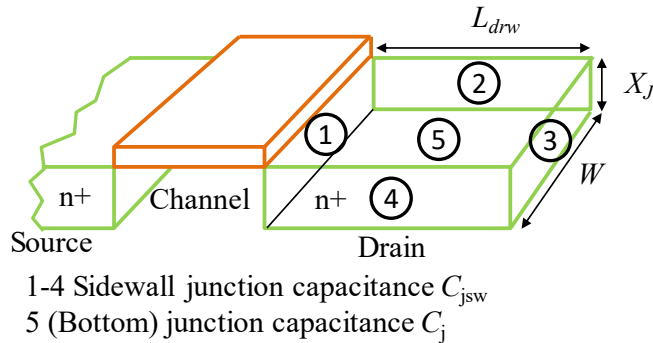 L_drw
2
X_J
1
5
3
n+
Channel
n+
4
W
Source
Drain
1-4 Sidewall junction capacitance C_jsw
5 (Bottom) junction capacitance C_j